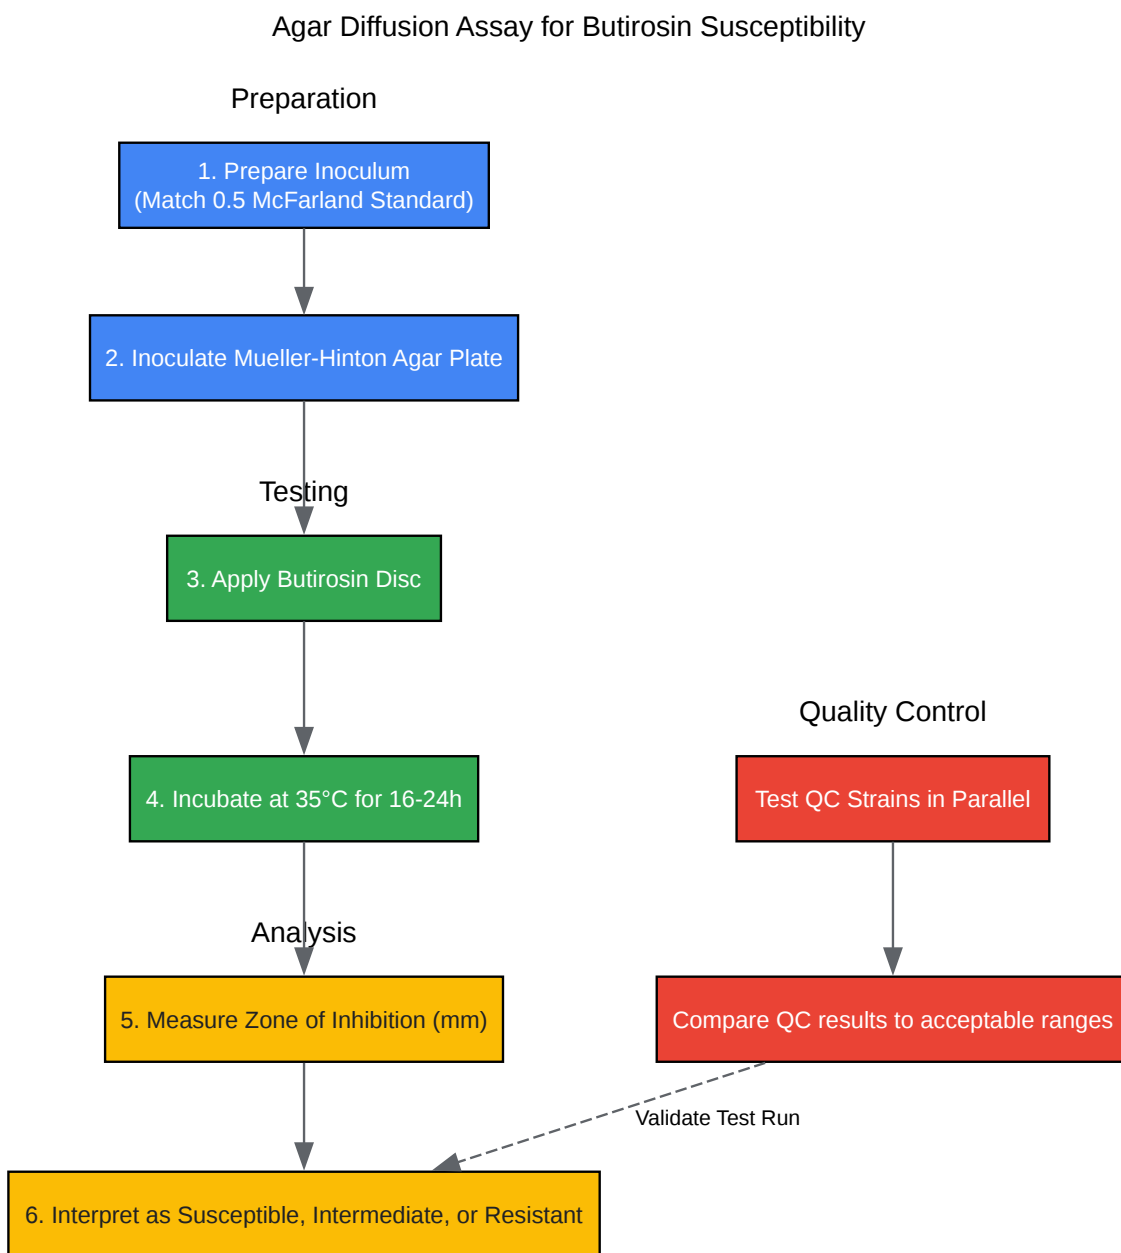 Agar Diffusion Assay for Butirosin Susceptibility
Preparation
1. Prepare Inoculum
(Match 0.5 McFarland Standard)
2. Inoculate Mueller-Hinton Agar Plate
Testing
3. Apply Butirosin Disc
Quality Control
4. Incubate at 35°C for 16-24h
Test QC Strains in Parallel
Analysis
5. Measure Zone of Inhibition (mm)
Compare QC results to acceptable ranges
Validate Test Run
6. Interpret as Susceptible, Intermediate, or Resistant